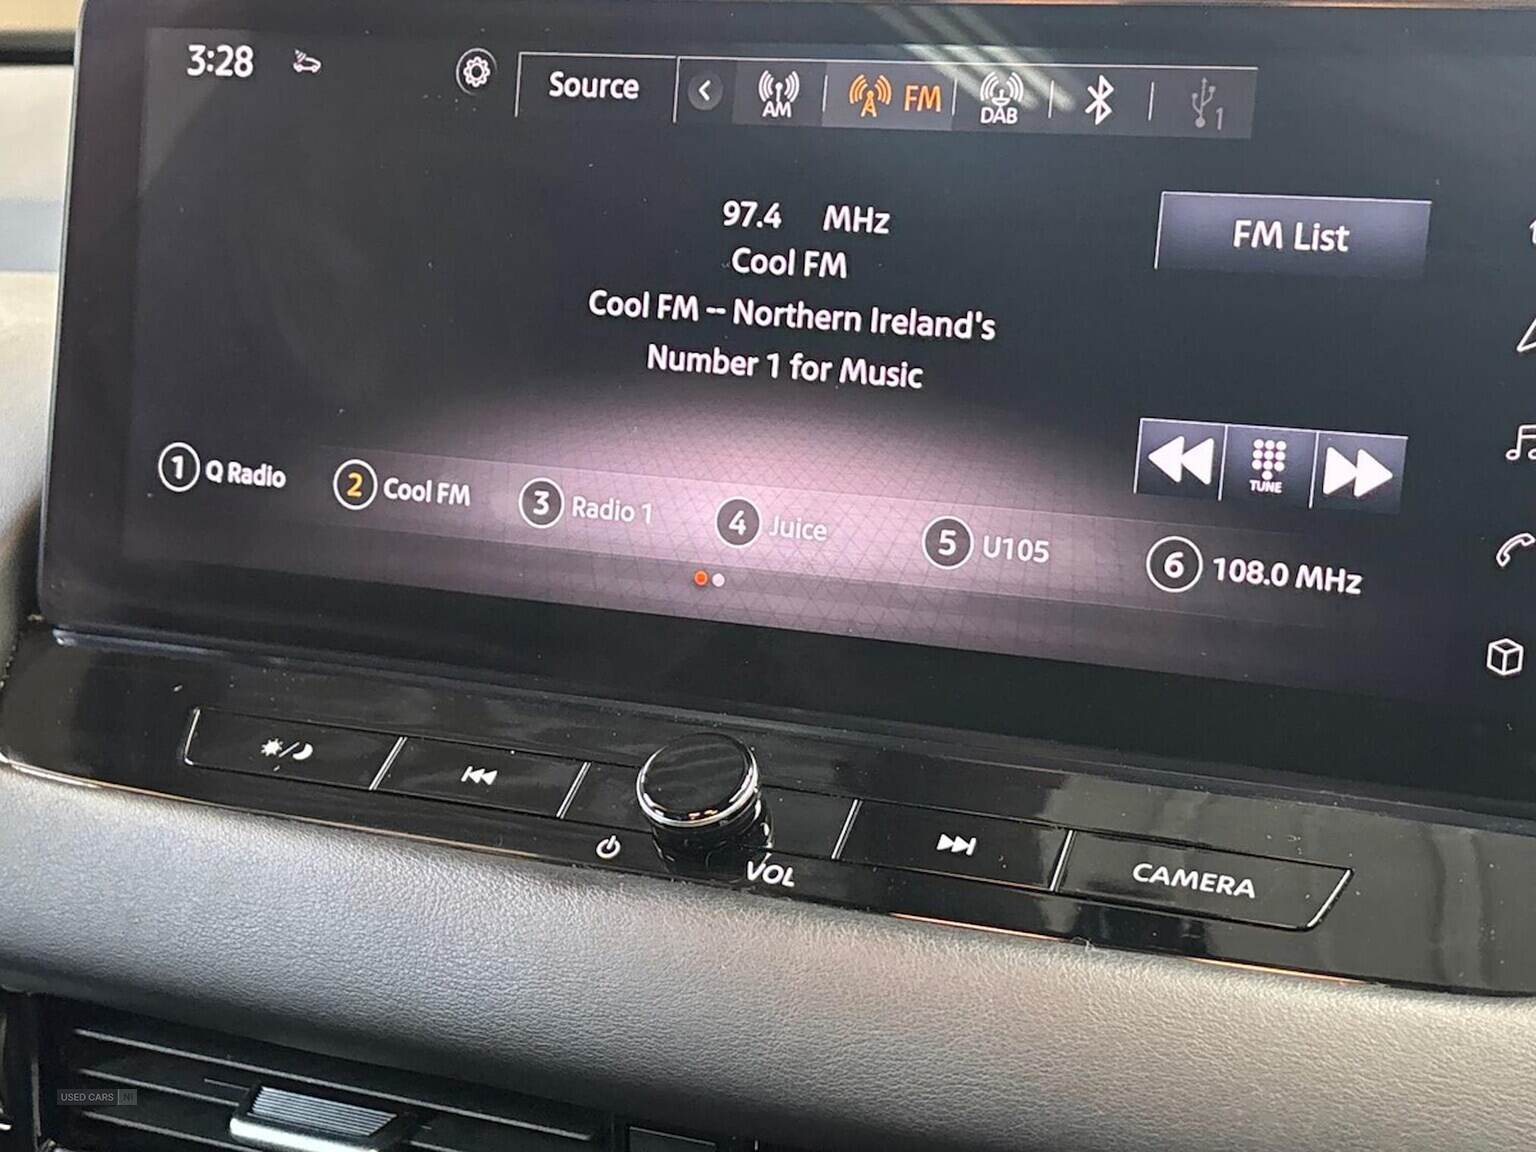 3:28
Source
AM
FM
DAB
1
97.4 MHz
Cool FM
FM List
Cool FM -- Northern Ireland's
Number 1 for Music
TUNE
1 Q Radio
2 Cool FM
3 Radio 1
4 Juice
5 U105
6 108.0 MHz
VOL
CAMERA
USED CARS NI